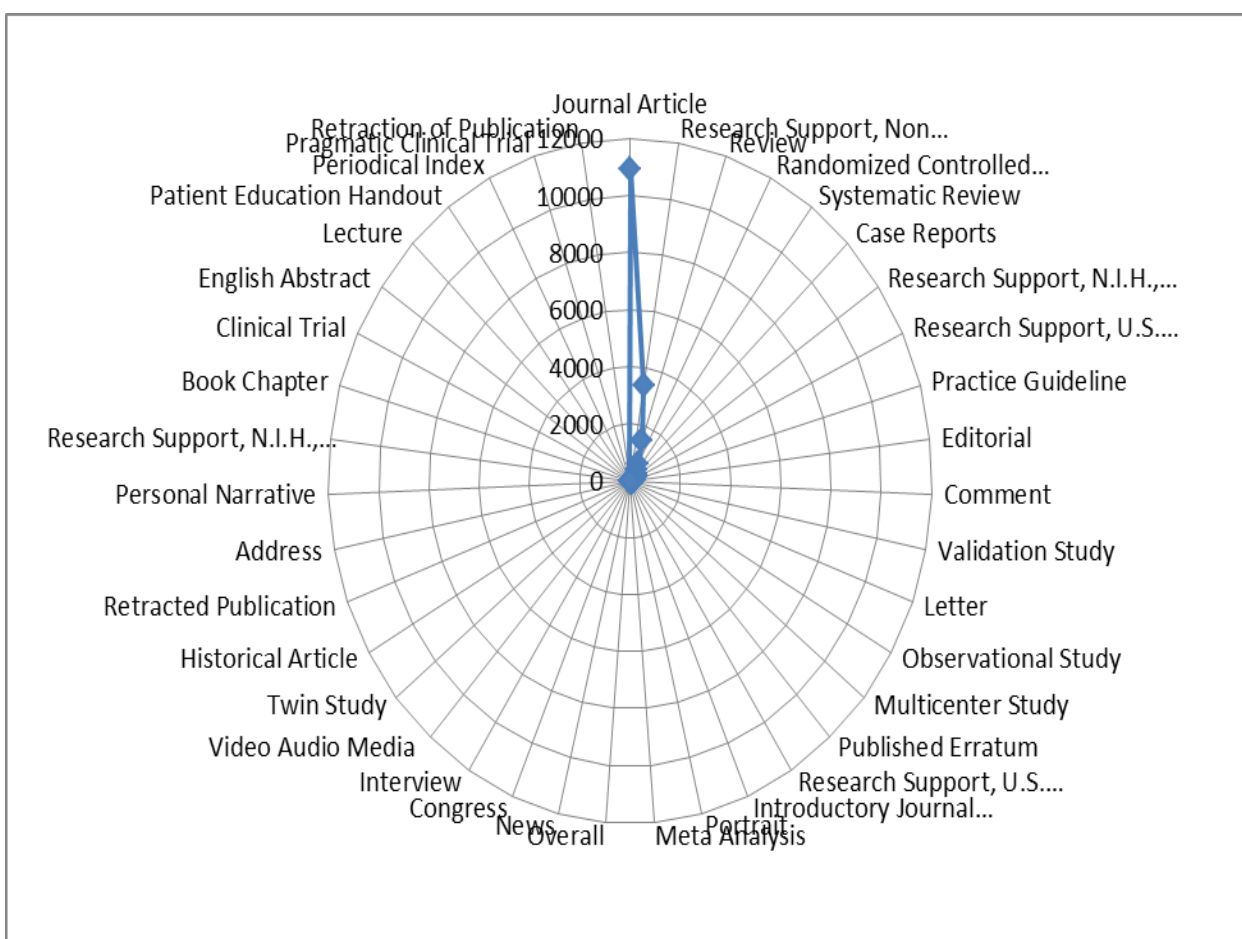 Journal Article
Research Support, Non...
Review
Randomized Controlled...
Systematic Review
Case Reports
Research Support, N.I.H.,...
Research Support, U.S....
Practice Guideline
Editorial
Comment
Validation Study
Letter
Observational Study
Multicenter Study
Published Erratum
Research Support, U.S....
Introductory Journal...
Portrait
Meta Analysis
Overall
News
Congress
Interview
Video Audio Media
Twin Study
Historical Article
Retracted Publication
Address
Personal Narrative
Research Support, N.I.H.,...
Book Chapter
Clinical Trial
English Abstract
Lecture
Patient Education Handout
Periodical Index
Pragmatic Clinical Trial
Retraction of Publication
12000
10000
8000
6000
4000
2000
0